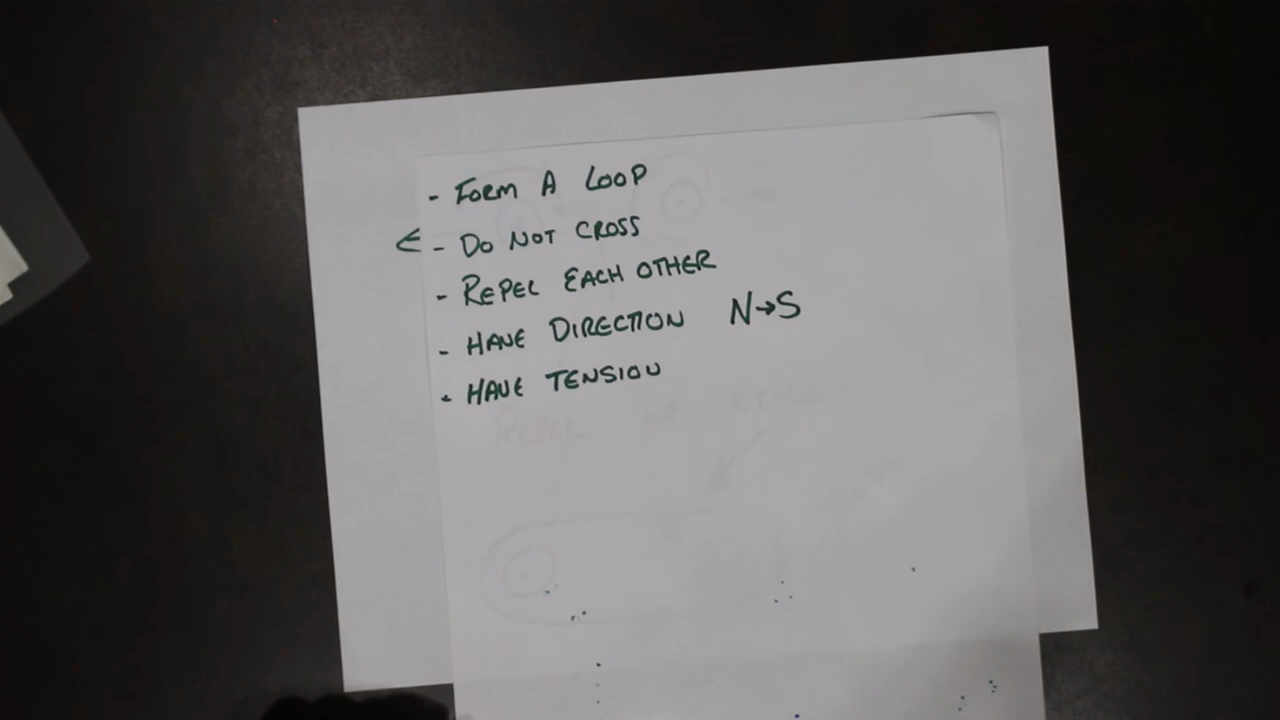 - FORM A LOOP
- DO NOT CROSS
- REPEL EACH OTHER
- HAVE DIRECTION N→S
- HAVE TENSION